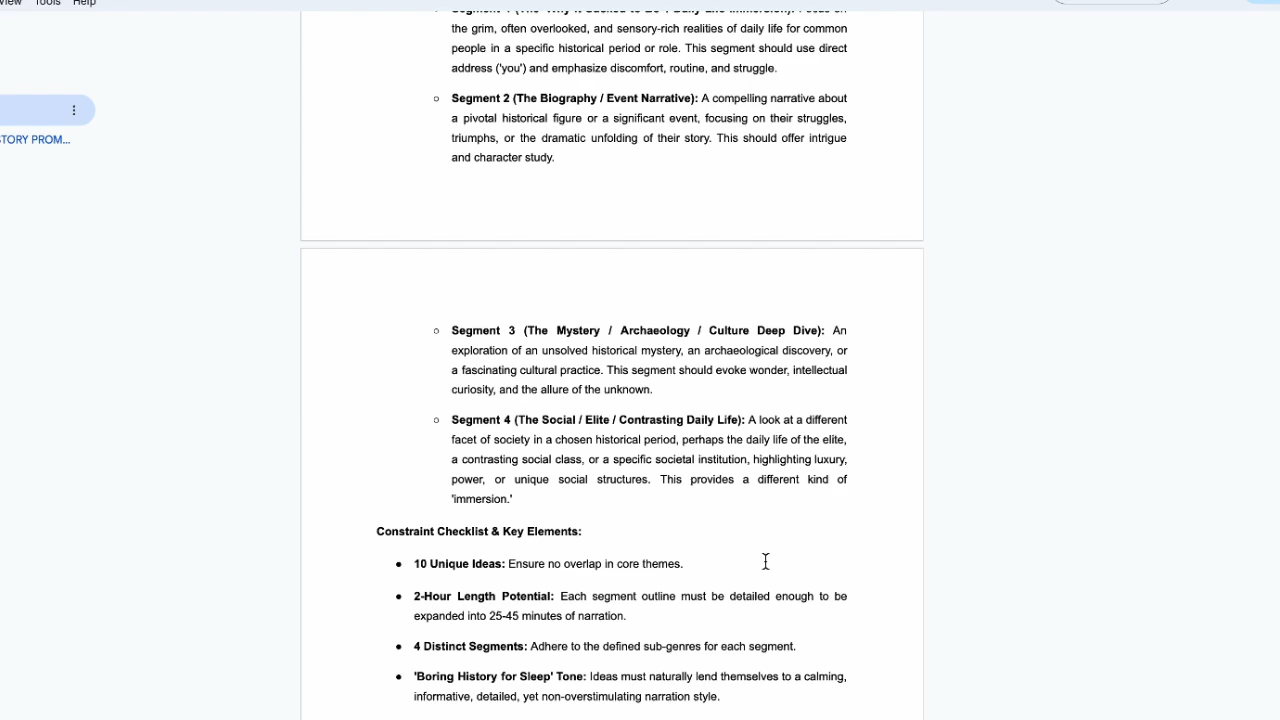 View Tools Help
STORY PROM...
the grim, often overlooked, and sensory-rich realities of daily life for common
people in a specific historical period or role. This segment should use direct
address ('you') and emphasize discomfort, routine, and struggle.
○ Segment 2 (The Biography / Event Narrative): A compelling narrative about
a pivotal historical figure or a significant event, focusing on their struggles,
triumphs, or the dramatic unfolding of their story. This should offer intrigue
and character study.
○ Segment 3 (The Mystery / Archaeology / Culture Deep Dive): An
exploration of an unsolved historical mystery, an archaeological discovery, or
a fascinating cultural practice. This segment should evoke wonder, intellectual
curiosity, and the allure of the unknown.
○ Segment 4 (The Social / Elite / Contrasting Daily Life): A look at a different
facet of society in a chosen historical period, perhaps the daily life of the elite,
a contrasting social class, or a specific societal institution, highlighting luxury,
power, or unique social structures. This provides a different kind of
'immersion.'
Constraint Checklist & Key Elements:
● 10 Unique Ideas: Ensure no overlap in core themes.
● 2-Hour Length Potential: Each segment outline must be detailed enough to be
expanded into 25-45 minutes of narration.
● 4 Distinct Segments: Adhere to the defined sub-genres for each segment.
● 'Boring History for Sleep' Tone: Ideas must naturally lend themselves to a calming,
informative, detailed, yet non-overstimulating narration style.